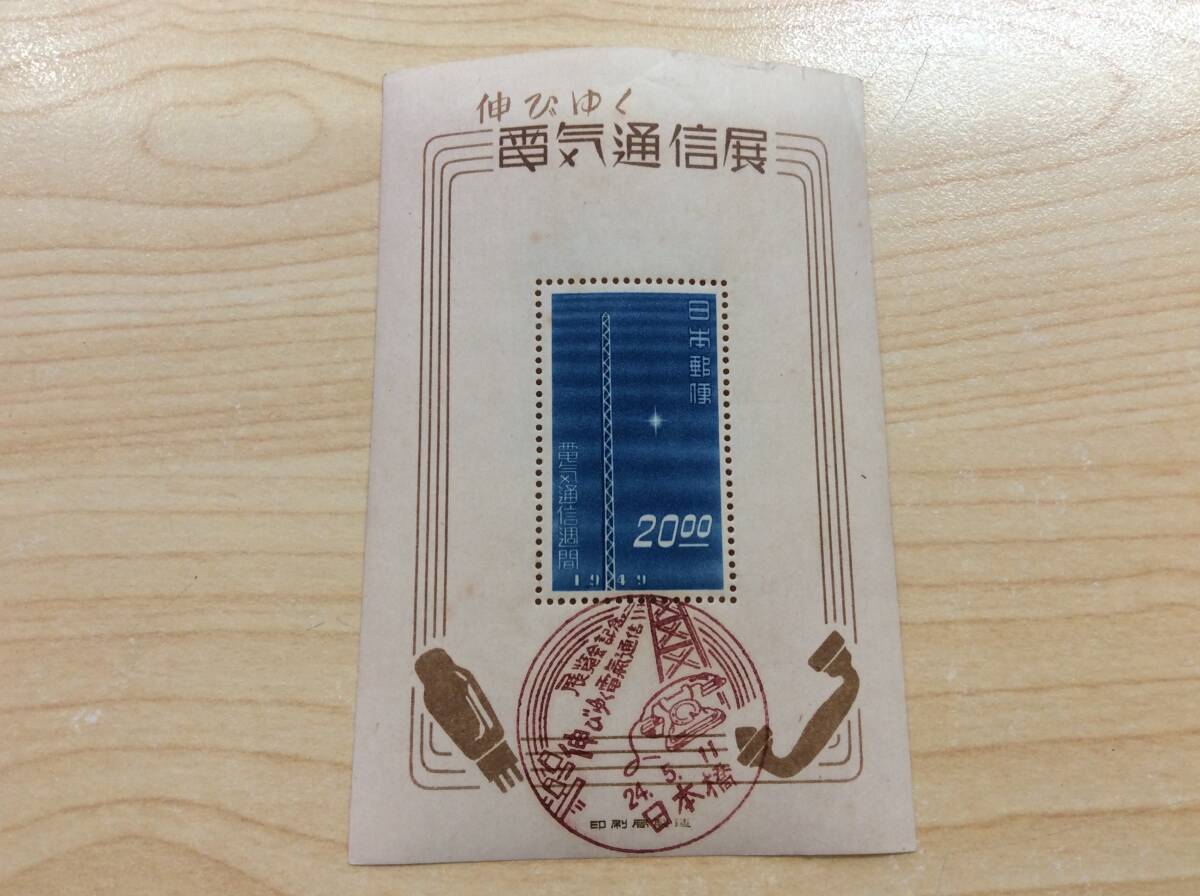 伸びゆく
電気通信展
日本郵便
電気通信週間
20.00
1949
展覧会記念
伸びゆく電氣通信
24.5.11
日本橋
印刷局製造